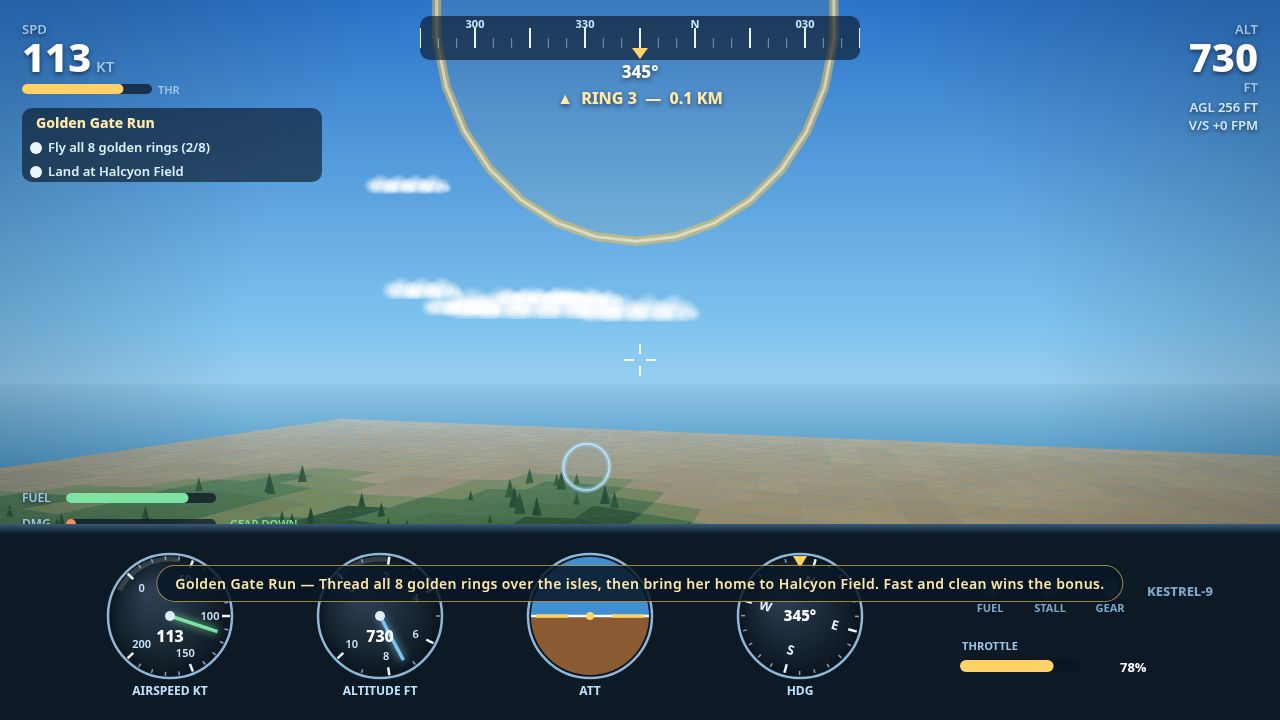 SPD
113 KT
THR
Golden Gate Run
Fly all 8 golden rings (2/8)
Land at Halcyon Field
300 330 N 030
345°
▲ RING 3 — 0.1 KM
ALT
730
FT
AGL 256 FT
V/S +0 FPM
FUEL
DMG GEAR DOWN
Golden Gate Run — Thread all 8 golden rings over the isles, then bring her home to Halcyon Field. Fast and clean wins the bonus.
KESTREL-9
0 100 150 200
113
AIRSPEED KT
6 8 10
730
ALTITUDE FT
ATT
W E S
345°
HDG
FUEL STALL GEAR
THROTTLE
78%